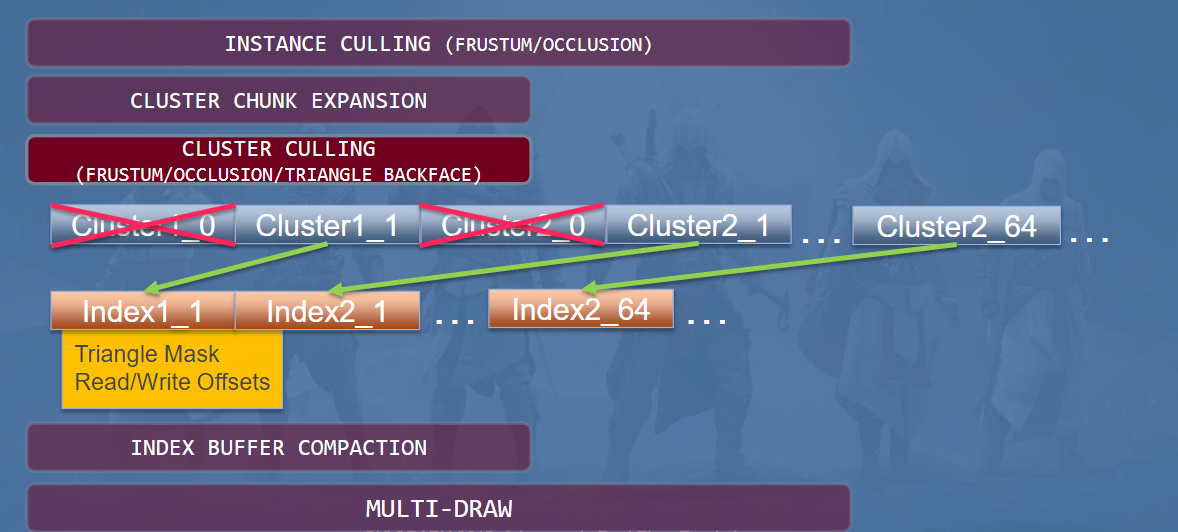 INSTANCE CULLING (FRUSTUM/OCCLUSION)
CLUSTER CHUNK EXPANSION
CLUSTER CULLING
(FRUSTUM/OCCLUSION/TRIANGLE BACKFACE)
Cluster1_0 Cluster1_1 Cluster2_0 Cluster2_1 ... Cluster2_64 ...
Index1_1 Index2_1 ... Index2_64 ...
Triangle Mask
Read/Write Offsets
INDEX BUFFER COMPACTION
MULTI-DRAW